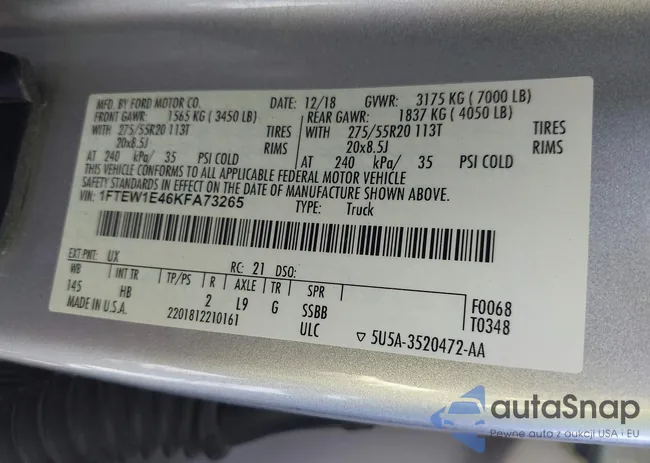 MFD. BY FORD MOTOR CO. DATE: 12/18 GVWR: 3175 KG ( 7000 LB)
FRONT GAWR: 1565 KG ( 3450 LB) REAR GAWR: 1837 KG ( 4050 LB)
WITH 275/55R20 113T TIRES WITH 275/55R20 113T TIRES
20x8.5J RIMS 20x8.5J RIMS
AT 240 kPa/ 35 PSI COLD AT 240 kPa/ 35 PSI COLD
THIS VEHICLE CONFORMS TO ALL APPLICABLE FEDERAL MOTOR VEHICLE
SAFETY STANDARDS IN EFFECT ON THE DATE OF MANUFACTURE SHOWN ABOVE.
VIN: 1FTEW1E46KFA73265 TYPE: Truck
EXT PNT: UX RC: 21 DSO:
WB INT TR TP/PS R AXLE TR SPR
145 HB 2 L9 G SSBB F0068
MADE IN U.S.A. 2201812210161 ULC T0348
▽ 5U5A-3520472-AA
autaSnap
Pewne auto z aukcji USA i EU